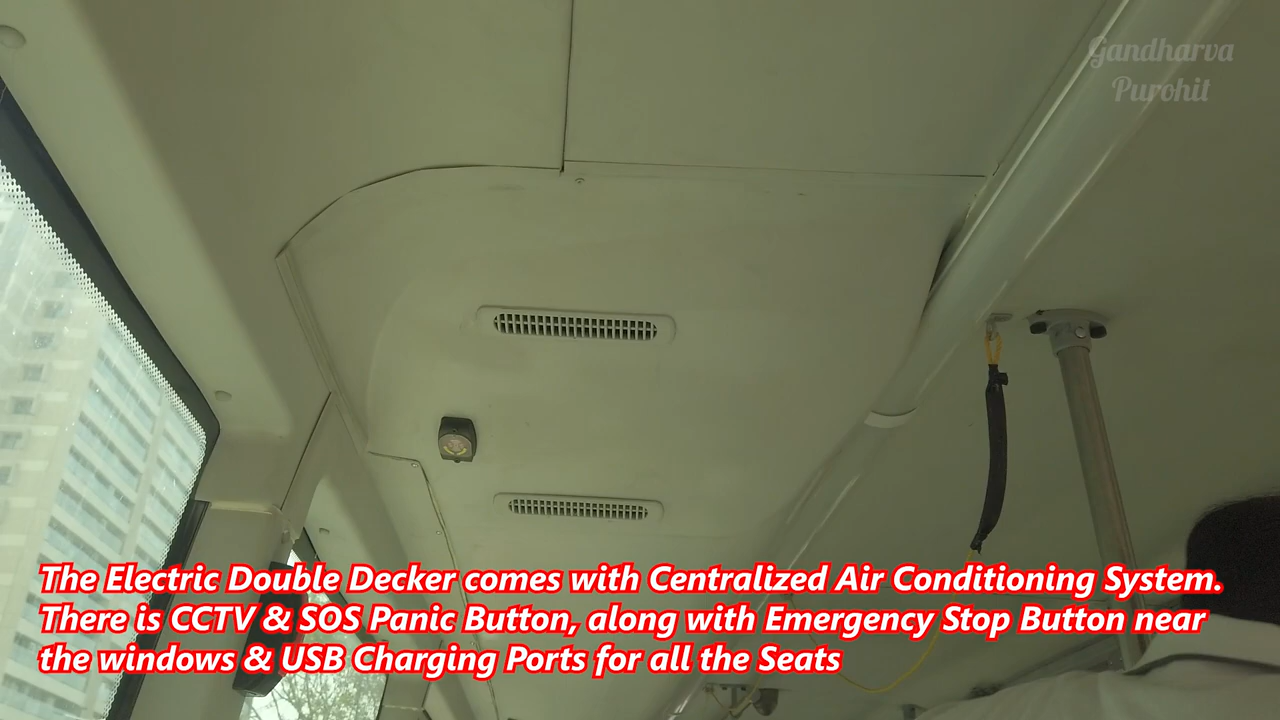 Gandharva
Purohit
The Electric Double Decker comes with Centralized Air Conditioning System.
There is CCTV & SOS Panic Button, along with Emergency Stop Button near
the windows & USB Charging Ports for all the Seats